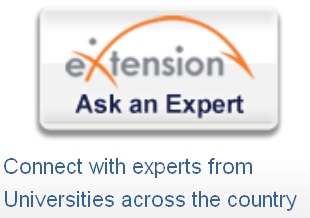 eXtension
Ask an Expert
Connect with experts from
Universities across the country